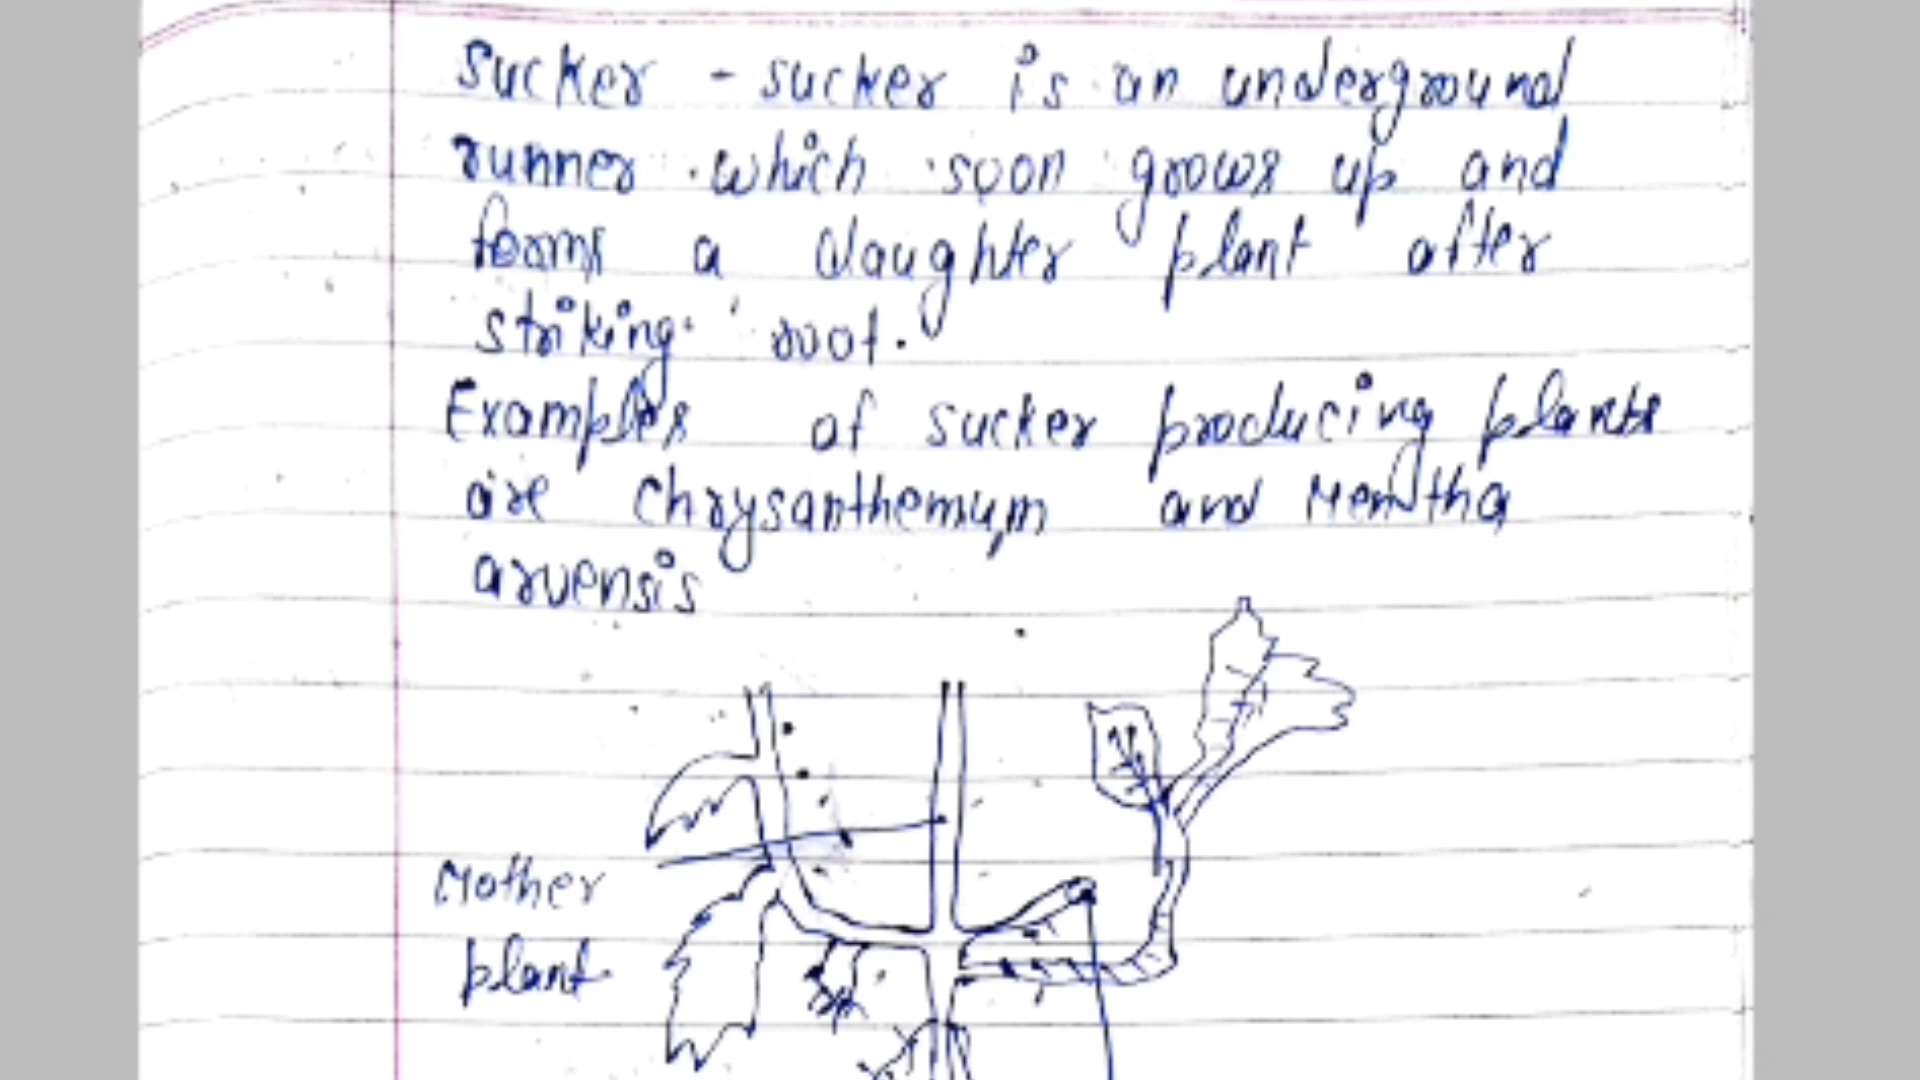 Sucker - sucker is an underground
runner which soon grows up and
forms a daughter plant after
striking root.
Examples of sucker producing plants
are chrysanthemum and Mentha
arvensis
Mother
plant